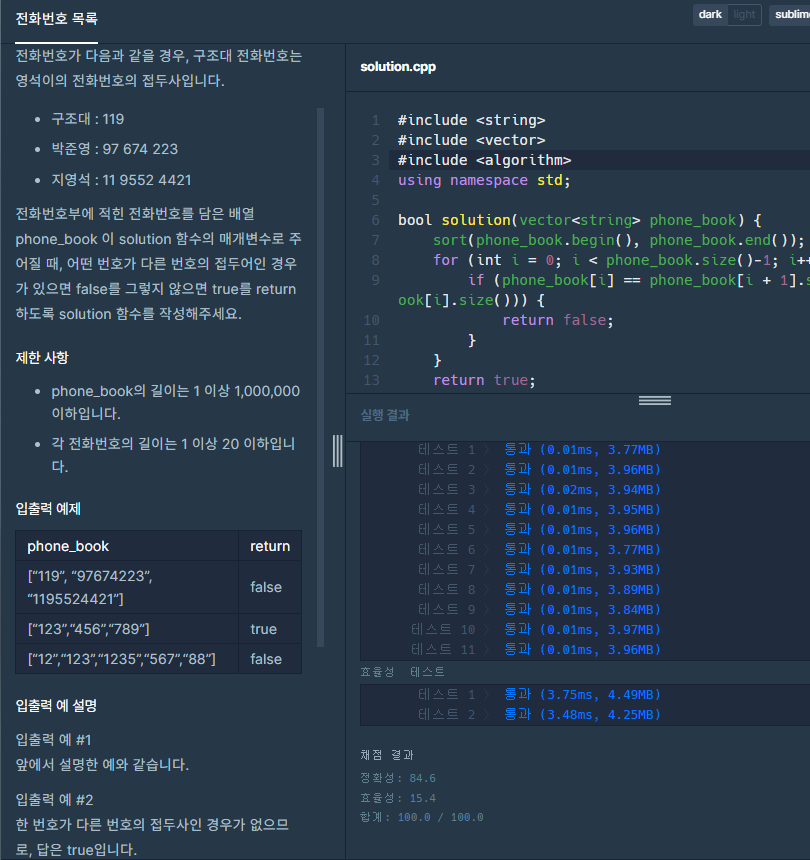 전화번호 목록
dark light sublim
전화번호가 다음과 같을 경우, 구조대 전화번호는
영석이의 전화번호의 접두사입니다.
구조대 : 119
박준영 : 97 674 223
지영석 : 11 9552 4421
전화번호부에 적힌 전화번호를 담은 배열
phone_book 이 solution 함수의 매개변수로 주
어질 때, 어떤 번호가 다른 번호의 접두어인 경우
가 있으면 false를 그렇지 않으면 true를 return
하도록 solution 함수를 작성해주세요.
제한 사항
phone_book의 길이는 1 이상 1,000,000
이하입니다.
각 전화번호의 길이는 1 이상 20 이하입니
다.
입출력 예제
phone_book return
[“119”, “97674223”,
“1195524421”] false
[“123”,“456”,“789”] true
[“12”,“123”,“1235”,“567”,“88”] false
입출력 예 설명
입출력 예 #1
앞에서 설명한 예와 같습니다.
입출력 예 #2
한 번호가 다른 번호의 접두사인 경우가 없으므
로, 답은 true입니다.
solution.cpp
1 #include <string>
2 #include <vector>
3 #include <algorithm>
4 using namespace std;
5
6 bool solution(vector<string> phone_book) {
7 sort(phone_book.begin(), phone_book.end());
8 for (int i = 0; i < phone_book.size()-1; i++
9 if (phone_book[i] == phone_book[i + 1].s
ook[i].size())) {
10 return false;
11 }
12 }
13 return true;
실행 결과
테스트 1 〉 통과 (0.01ms, 3.77MB)
테스트 2 〉 통과 (0.01ms, 3.96MB)
테스트 3 〉 통과 (0.02ms, 3.94MB)
테스트 4 〉 통과 (0.01ms, 3.95MB)
테스트 5 〉 통과 (0.01ms, 3.96MB)
테스트 6 〉 통과 (0.01ms, 3.77MB)
테스트 7 〉 통과 (0.01ms, 3.93MB)
테스트 8 〉 통과 (0.01ms, 3.89MB)
테스트 9 〉 통과 (0.01ms, 3.84MB)
테스트 10 〉 통과 (0.01ms, 3.97MB)
테스트 11 〉 통과 (0.01ms, 3.96MB)
효율성 테스트
테스트 1 〉 통과 (3.75ms, 4.49MB)
테스트 2 〉 통과 (3.48ms, 4.25MB)
채점 결과
정확성: 84.6
효율성: 15.4
합계: 100.0 / 100.0